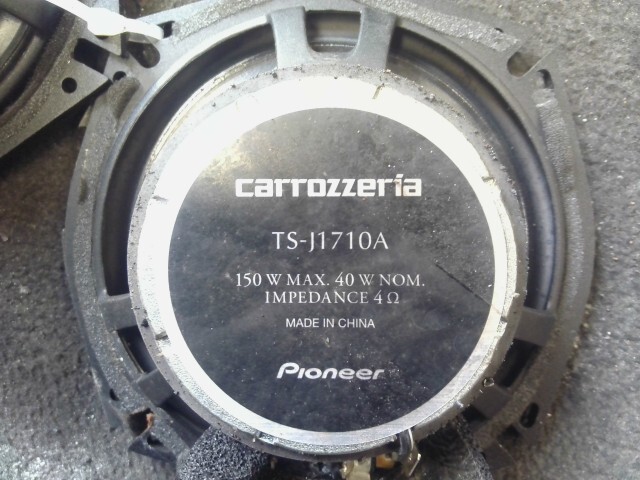 carrozzeria
TS-J1710A
150 W MAX. 40 W NOM.
IMPEDANCE 4 Ω
MADE IN CHINA
Pioneer